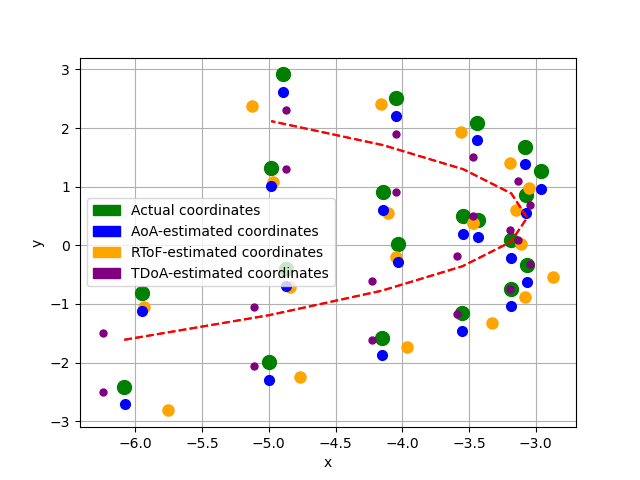 3
2
1
0
−1
−2
−3
y
Actual coordinates
AoA-estimated coordinates
RToF-estimated coordinates
TDoA-estimated coordinates
−6.0 −5.5 −5.0 −4.5 −4.0 −3.5 −3.0
x